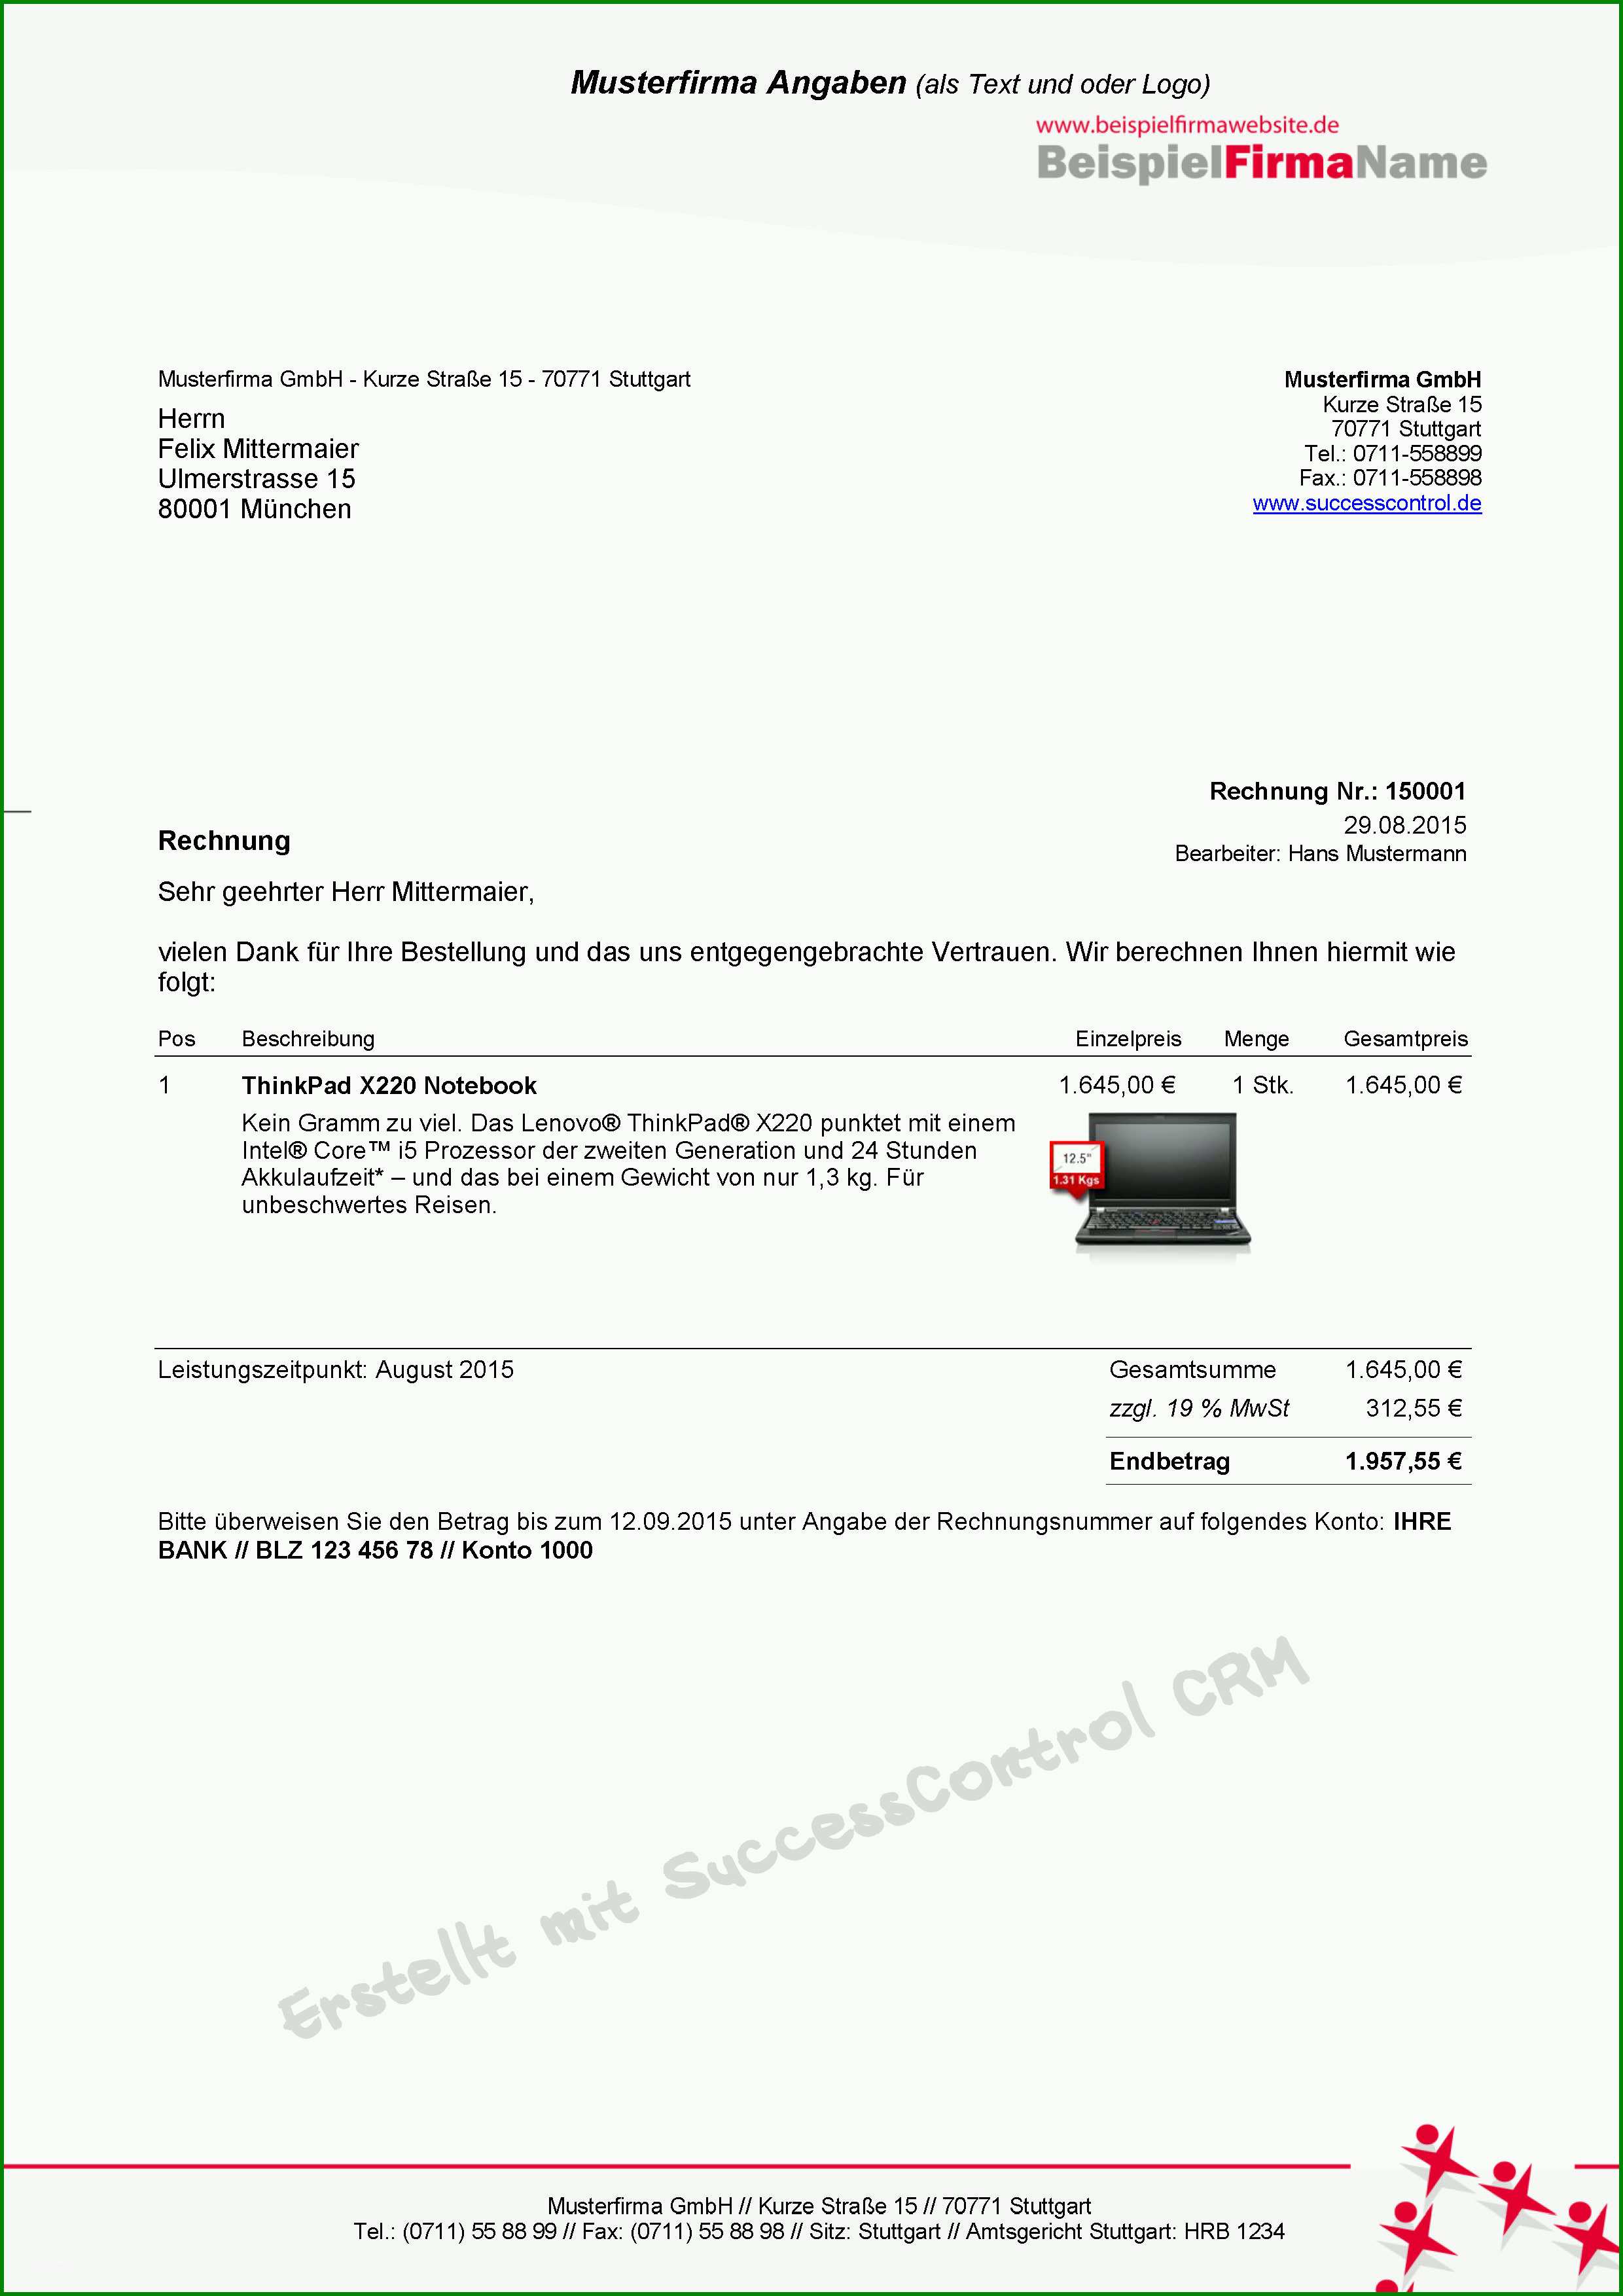 Musterfirma Angaben (als Text und oder Logo)
www.beispielfirmawebsite.de
BeispielFirmaName
Musterfirma GmbH - Kurze Straße 15 - 70771 Stuttgart
Herrn
Felix Mittermaier
Ulmerstrasse 15
80001 München
Musterfirma GmbH
Kurze Straße 15
70771 Stuttgart
Tel.: 0711-558899
Fax.: 0711-558898
www.successcontrol.de
Rechnung Nr.: 150001
29.08.2015
Bearbeiter: Hans Mustermann
Rechnung
Sehr geehrter Herr Mittermaier,
vielen Dank für Ihre Bestellung und das uns entgegengebrachte Vertrauen. Wir berechnen Ihnen hiermit wie
folgt:
Pos Beschreibung Einzelpreis Menge Gesamtpreis
1 ThinkPad X220 Notebook 1.645,00 € 1 Stk. 1.645,00 €
Kein Gramm zu viel. Das Lenovo® ThinkPad® X220 punktet mit einem
Intel® Core™ i5 Prozessor der zweiten Generation und 24 Stunden
Akkulaufzeit* – und das bei einem Gewicht von nur 1,3 kg. Für
unbeschwertes Reisen.
12.5"
1.31 Kgs
Leistungszeitpunkt: August 2015 Gesamtsumme 1.645,00 €
zzgl. 19 % MwSt 312,55 €
Endbetrag 1.957,55 €
Bitte überweisen Sie den Betrag bis zum 12.09.2015 unter Angabe der Rechnungsnummer auf folgendes Konto: IHRE
BANK // BLZ 123 456 78 // Konto 1000
Erstellt mit SuccessControl CRM
Musterfirma GmbH // Kurze Straße 15 // 70771 Stuttgart
Tel.: (0711) 55 88 99 // Fax: (0711) 55 88 98 // Sitz: Stuttgart // Amtsgericht Stuttgart: HRB 1234